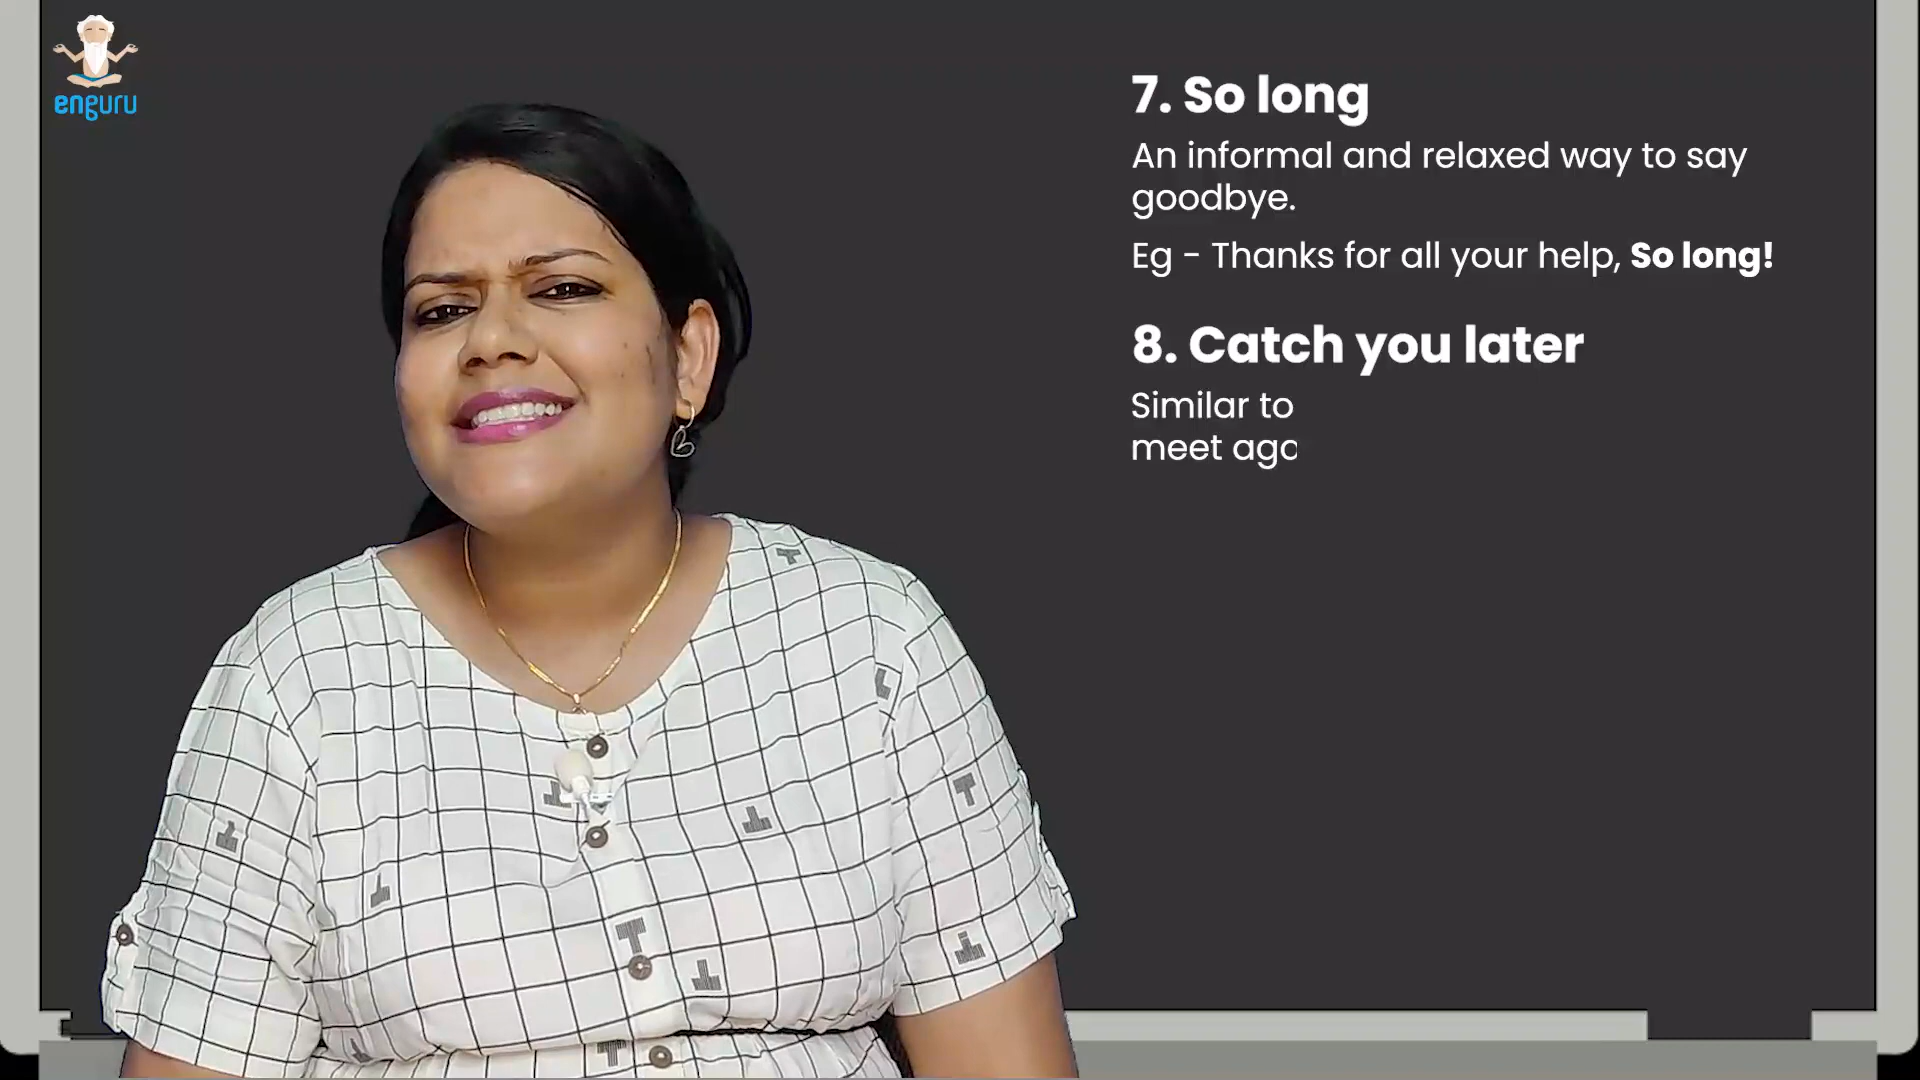 enguru
7. So long
An informal and relaxed way to say
goodbye.
Eg - Thanks for all your help, So long!
8. Catch you later
Similar to
meet